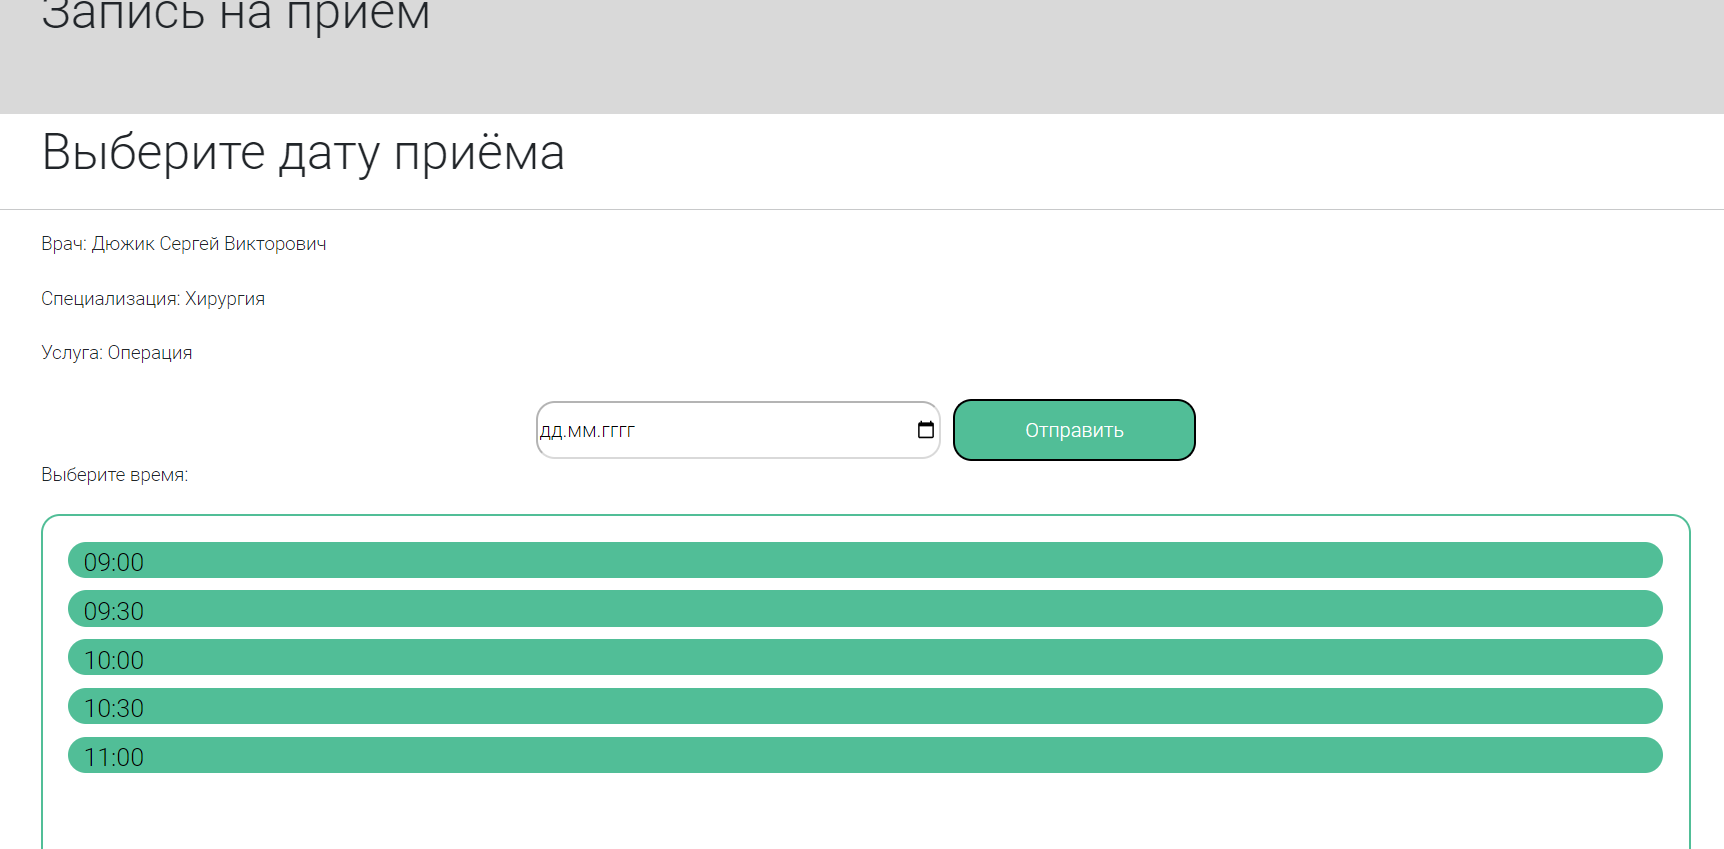 Запись на приём
Выберите дату приёма
Врач: Дюжик Сергей Викторович
Специализация: Хирургия
Услуга: Операция
дд.мм.гггг
Отправить
Выберите время:
09:00
09:30
10:00
10:30
11:00